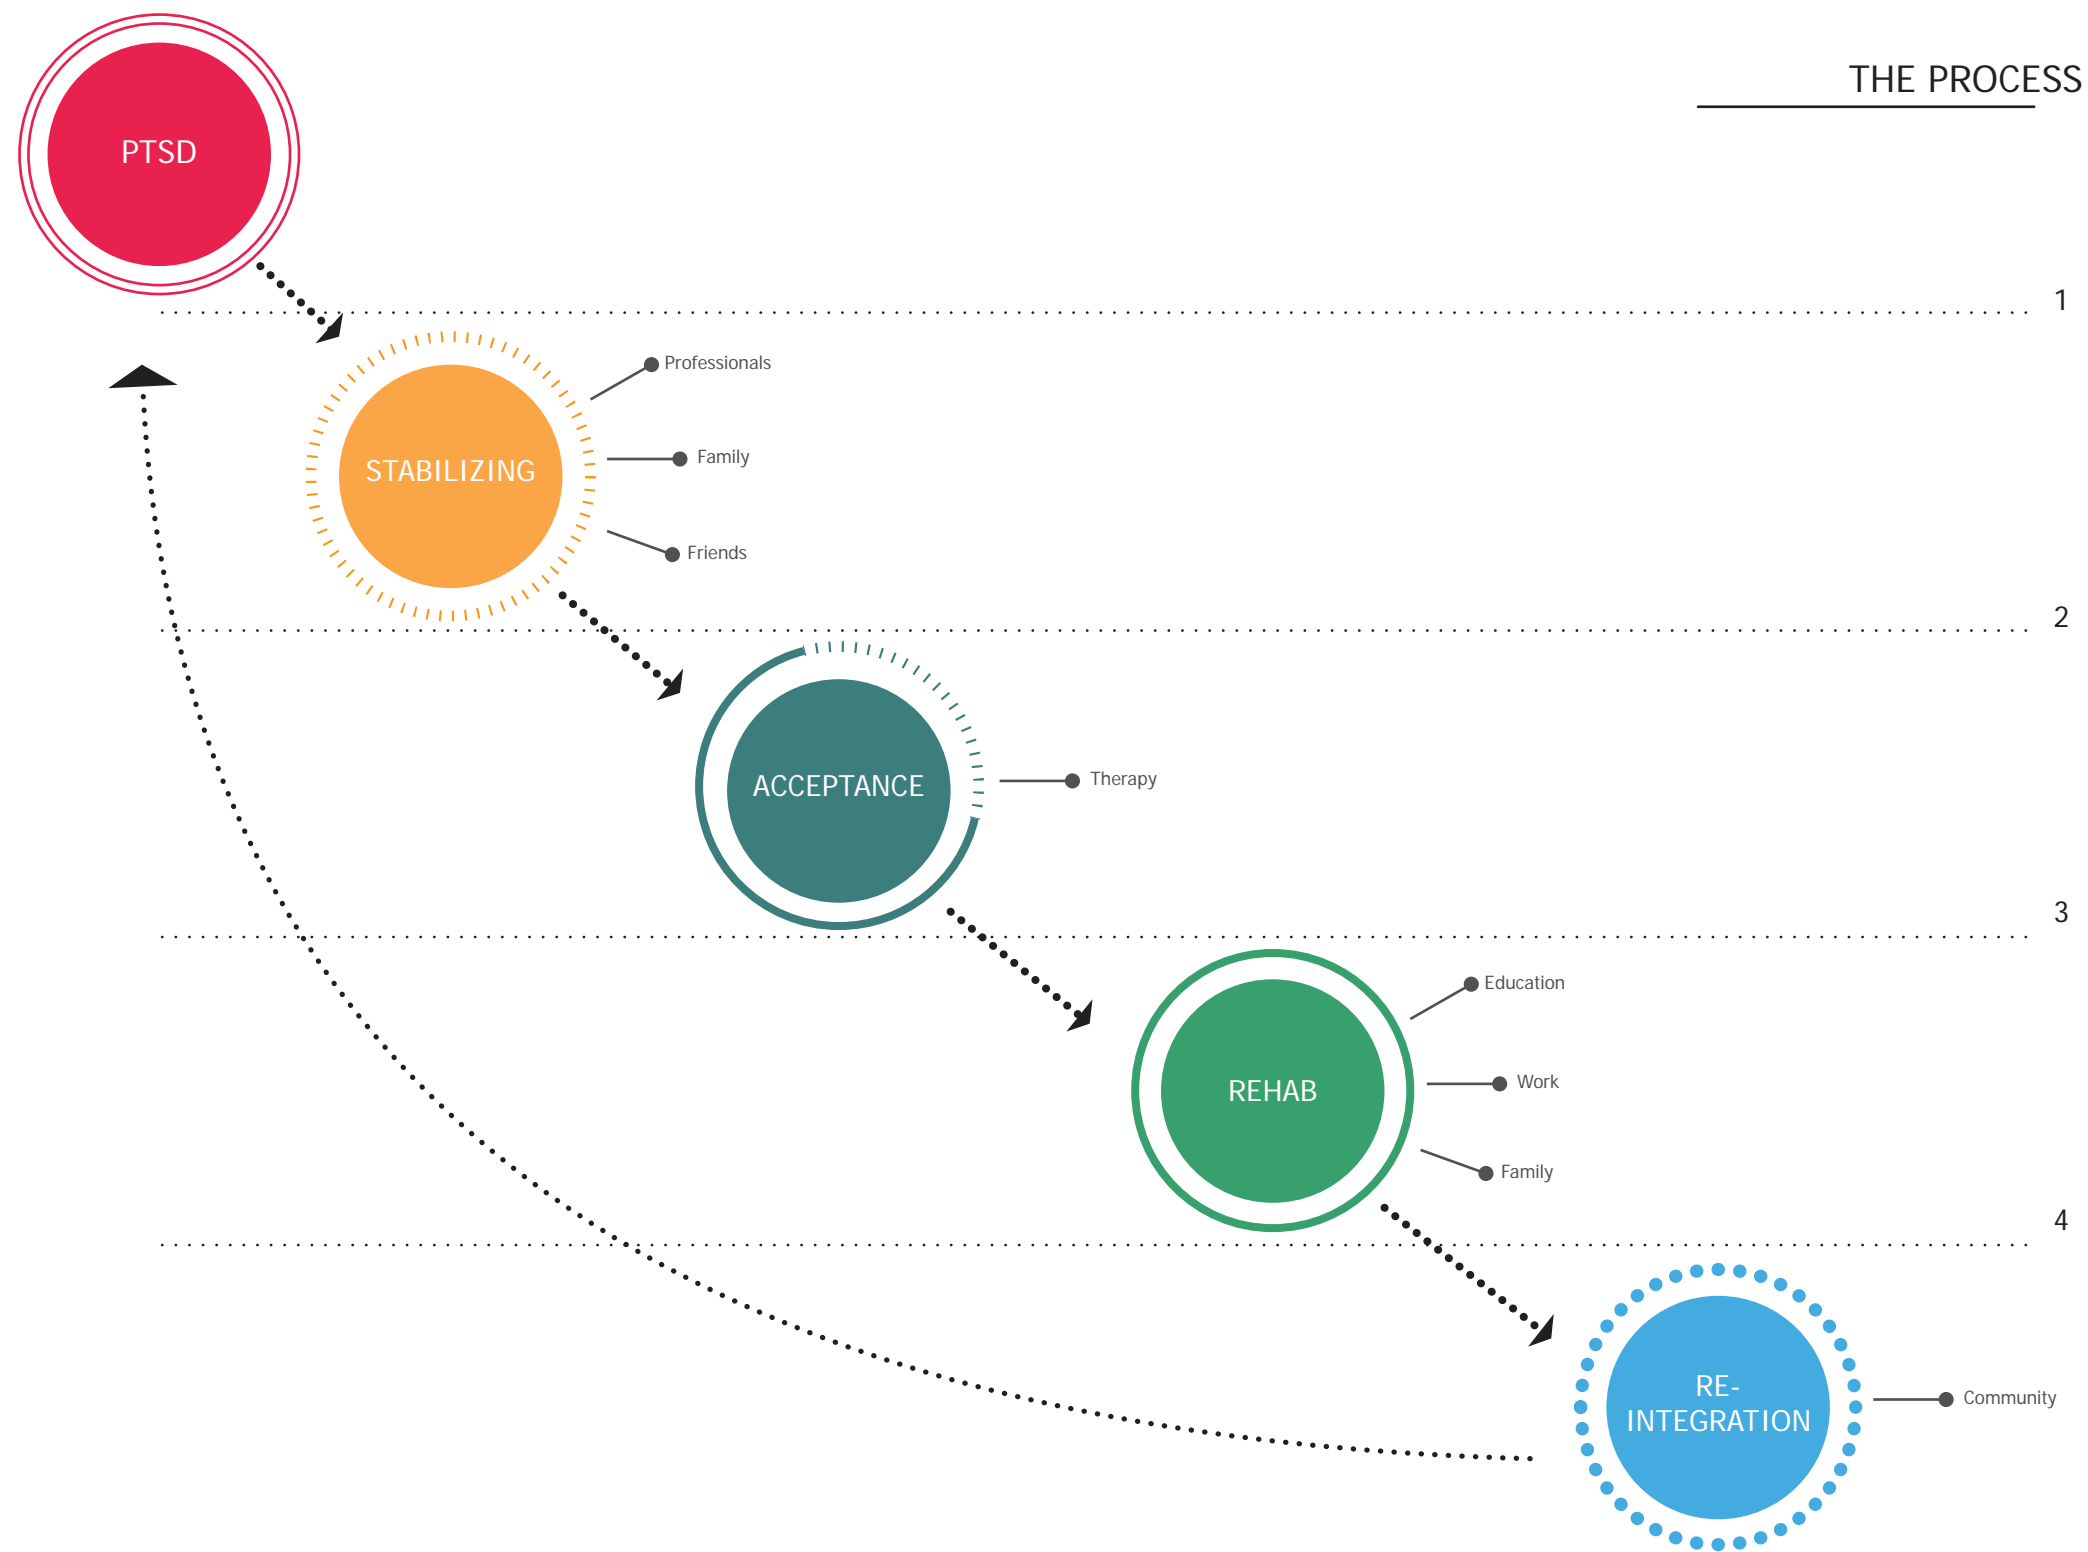 THE PROCESS
PTSD
1
Professionals
STABILIZING
Family
Friends
2
ACCEPTANCE
Therapy
3
Education
REHAB
Work
Family
4
RE-
INTEGRATION
Community